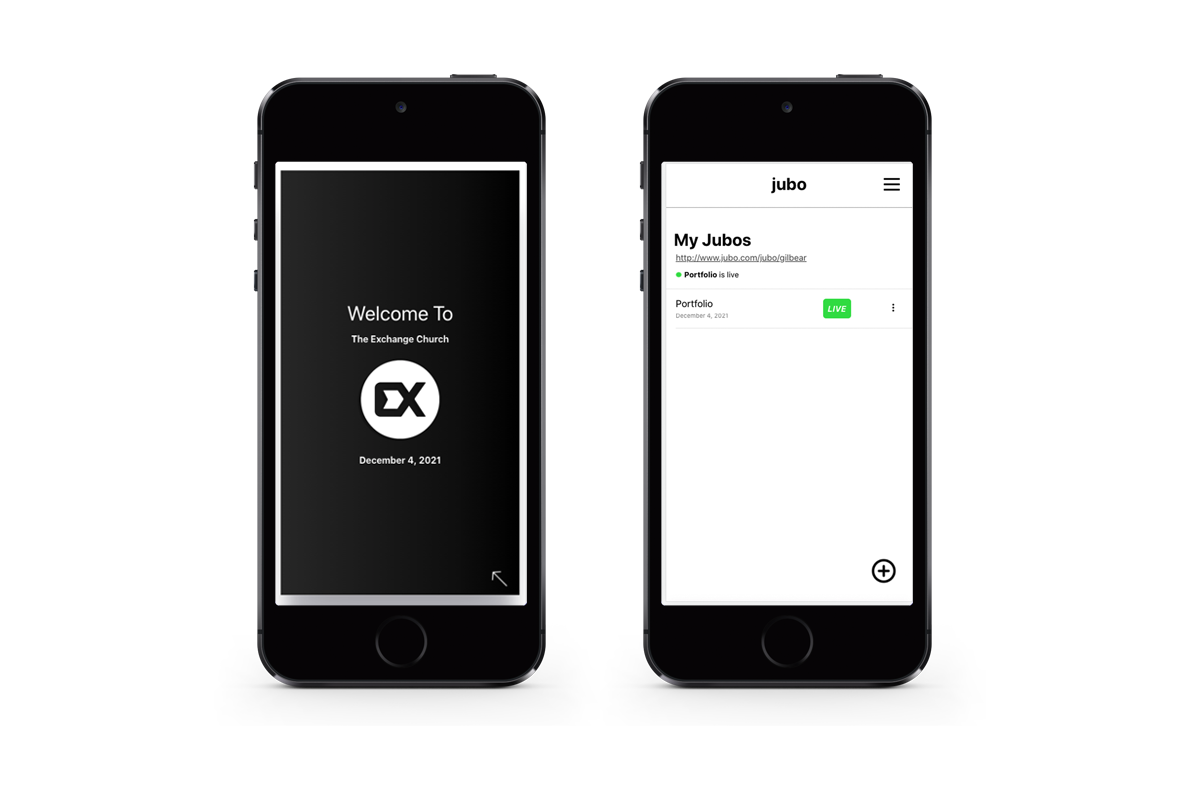 Welcome To
The Exchange Church
EX
December 4, 2021
jubo
My Jubos
http://www.jubo.com/jubo/gilbear
Portfolio is live
Portfolio
LIVE
December 4, 2021